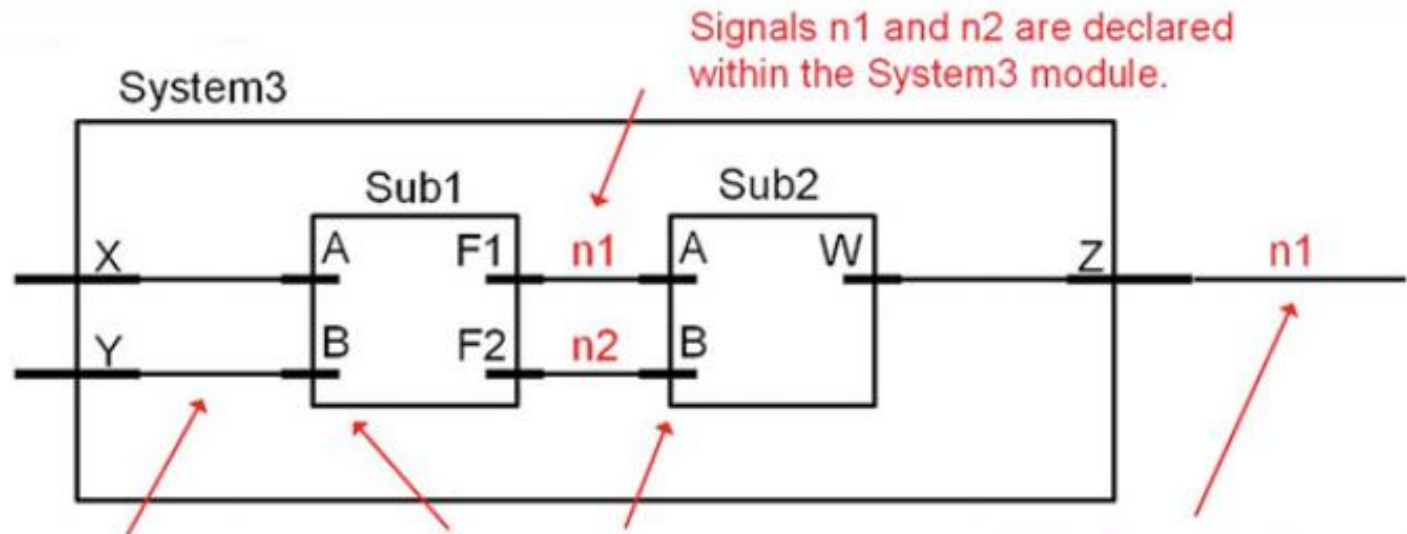 Signals n1 and n2 are declared
within the System3 module.
System3
Sub1
Sub2
X
A
F1
n1
A
W
Z
n1
Y
B
F2
n2
B